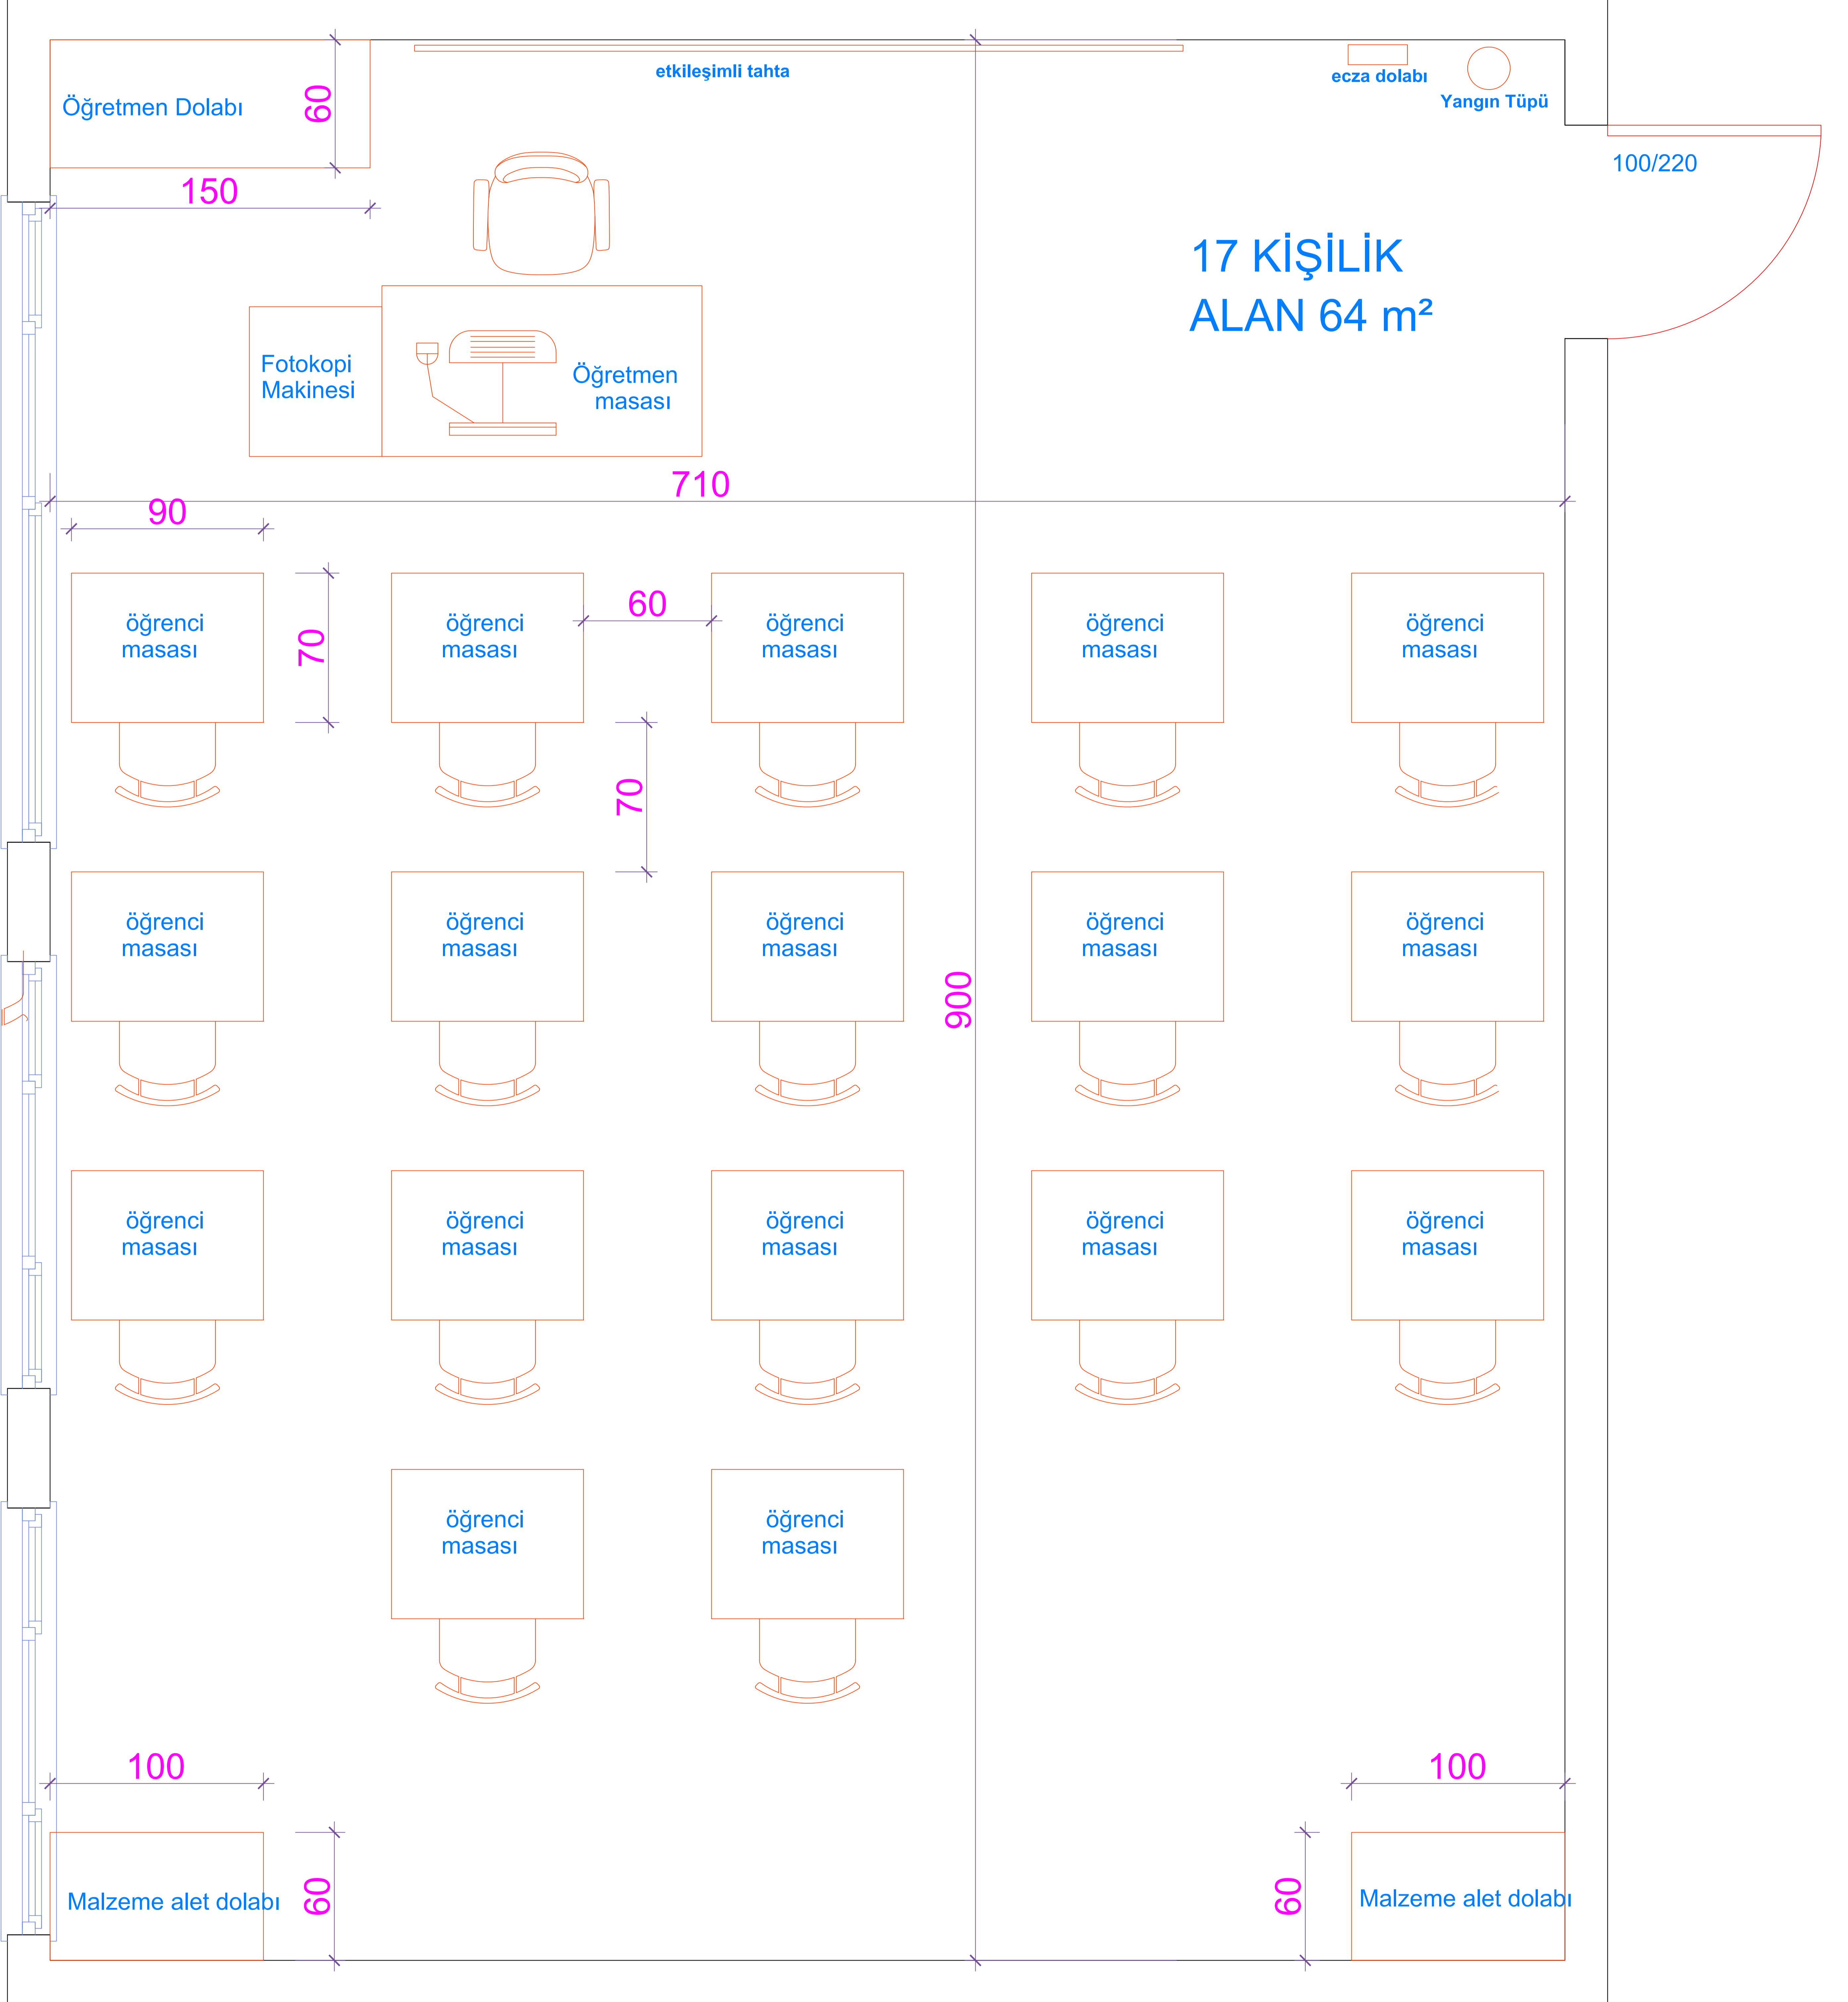 etkileşimli tahta
ecza dolabı
Yangın Tüpü
Öğretmen Dolabı
60
150
100/220
17 KİŞİLİK
ALAN 64 m²
Fotokopi
Makinesi
Öğretmen
masası
710
90
öğrenci
masası
70
öğrenci
masası
60
öğrenci
masası
öğrenci
masası
öğrenci
masası
70
öğrenci
masası
öğrenci
masası
öğrenci
masası
öğrenci
masası
öğrenci
masası
900
öğrenci
masası
öğrenci
masası
öğrenci
masası
öğrenci
masası
öğrenci
masası
öğrenci
masası
öğrenci
masası
100
100
Malzeme alet dolabı
60
60
Malzeme alet dolabı